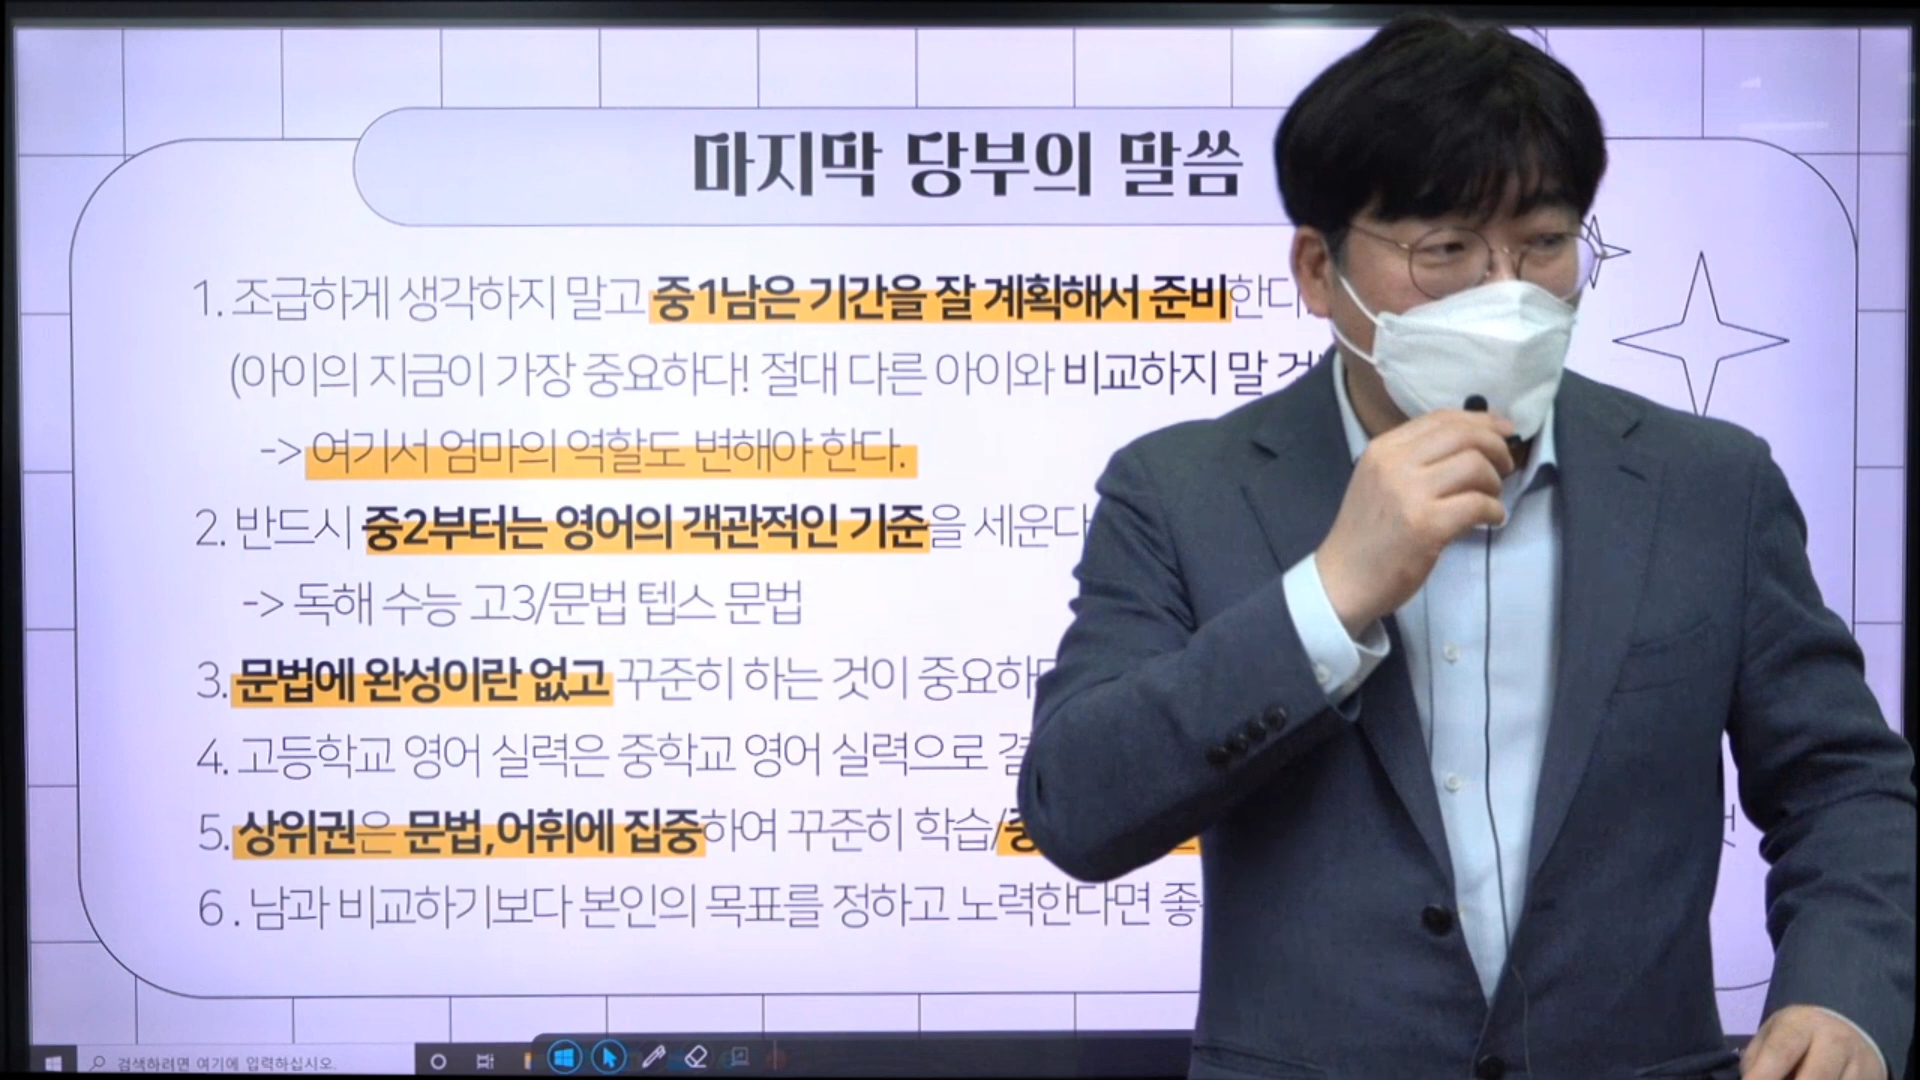 마지막 당부의 말씀
1. 조급하게 생각하지 말고 중1남은 기간을 잘 계획해서 준비한다.
(아이의 지금이 가장 중요하다! 절대 다른 아이와 비교하지 말
-> 여기서 엄마의 역할도 변해야 한다.
2. 반드시 중2부터는 영어의 객관적인 기준을 세운다
-> 독해 수능 고3/문법 텝스 문법
3. 문법에 완성이란 없고 꾸준히 하는 것이
4. 고등학교 영어 실력은 중학교 영어 실력으로
5. 상위권은 문법,어휘에 집중하여 꾸준히 학습/
6. 남과 비교하기보다 본인의 목표를 정하고 노력한다면
검색하려면 여기에 입력하십시오.